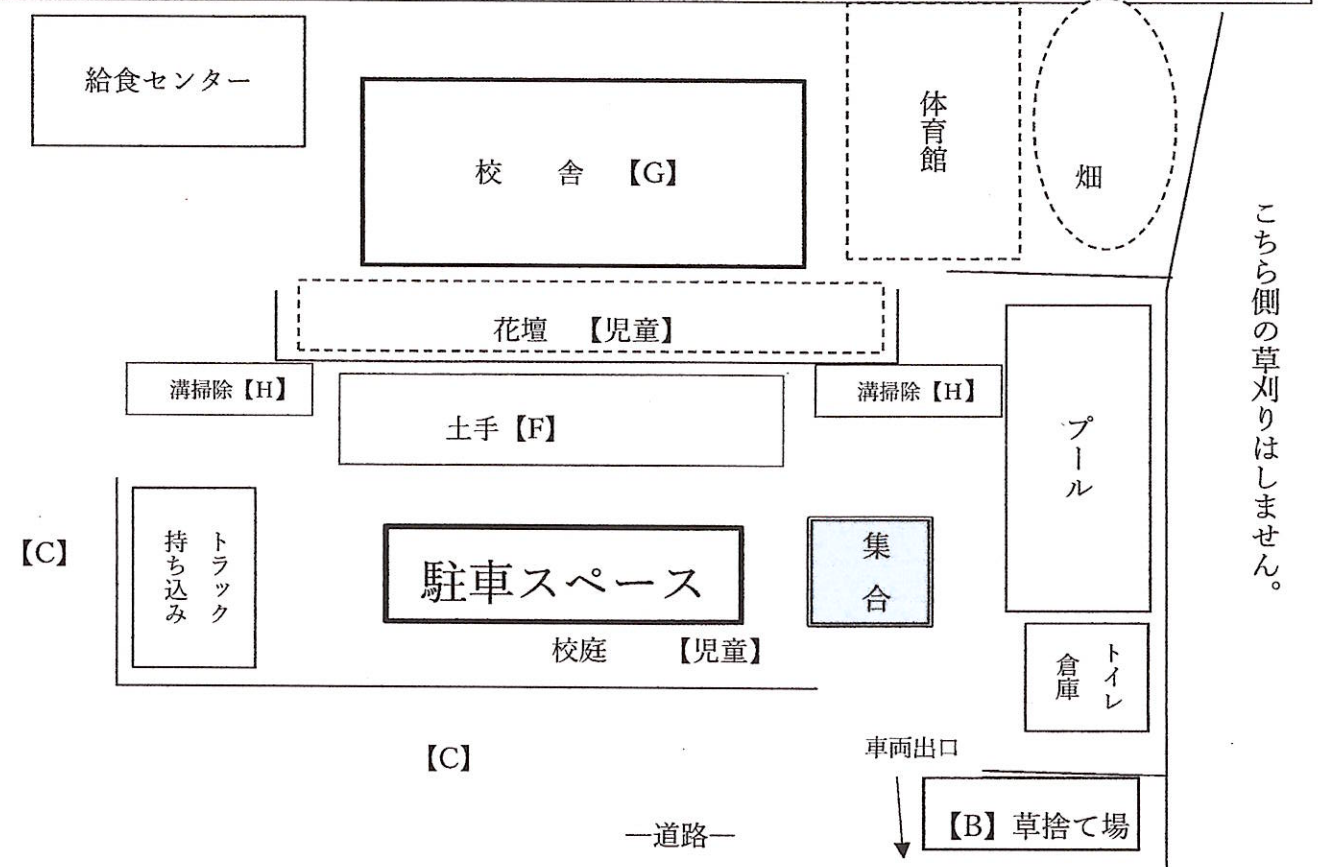 給食センター
校　舎　【G】
体育館
畑
こちら側の草刈りはしません。
花壇　【児童】
溝掃除【H】
溝掃除【H】
土手【F】
プール
【C】
トラック
持ち込み
駐車スペース
集
合
校庭　【児童】
トイレ
倉庫
【C】
車両出口
【B】草捨て場
―道路―